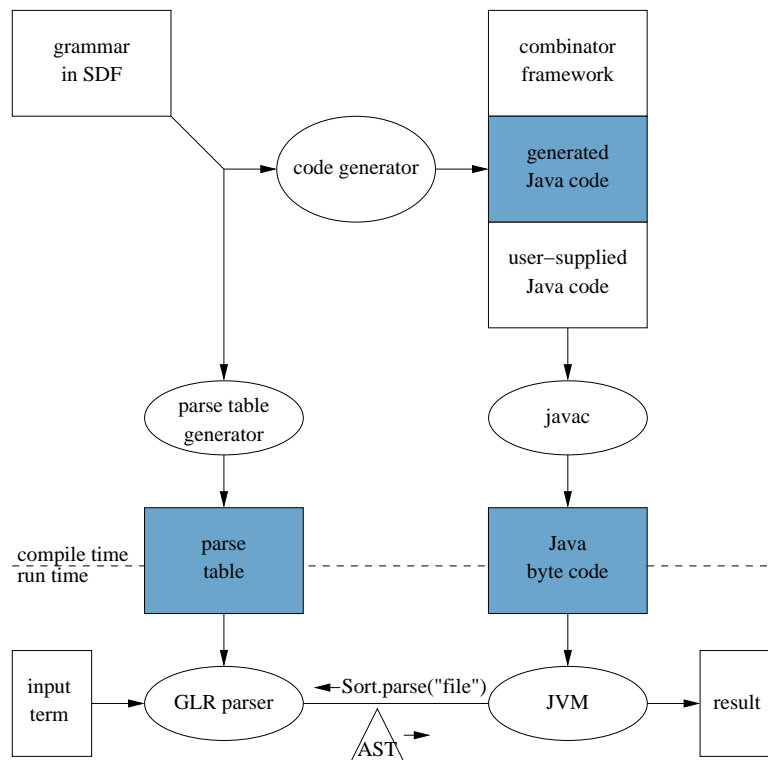 grammar
in SDF
combinator
framework
code generator
generated
Java code
user−supplied
Java code
parse table
generator
javac
parse
table
Java
byte code
compile time
run time
input
term
GLR parser
Sort.parse("file")
AST
JVM
result